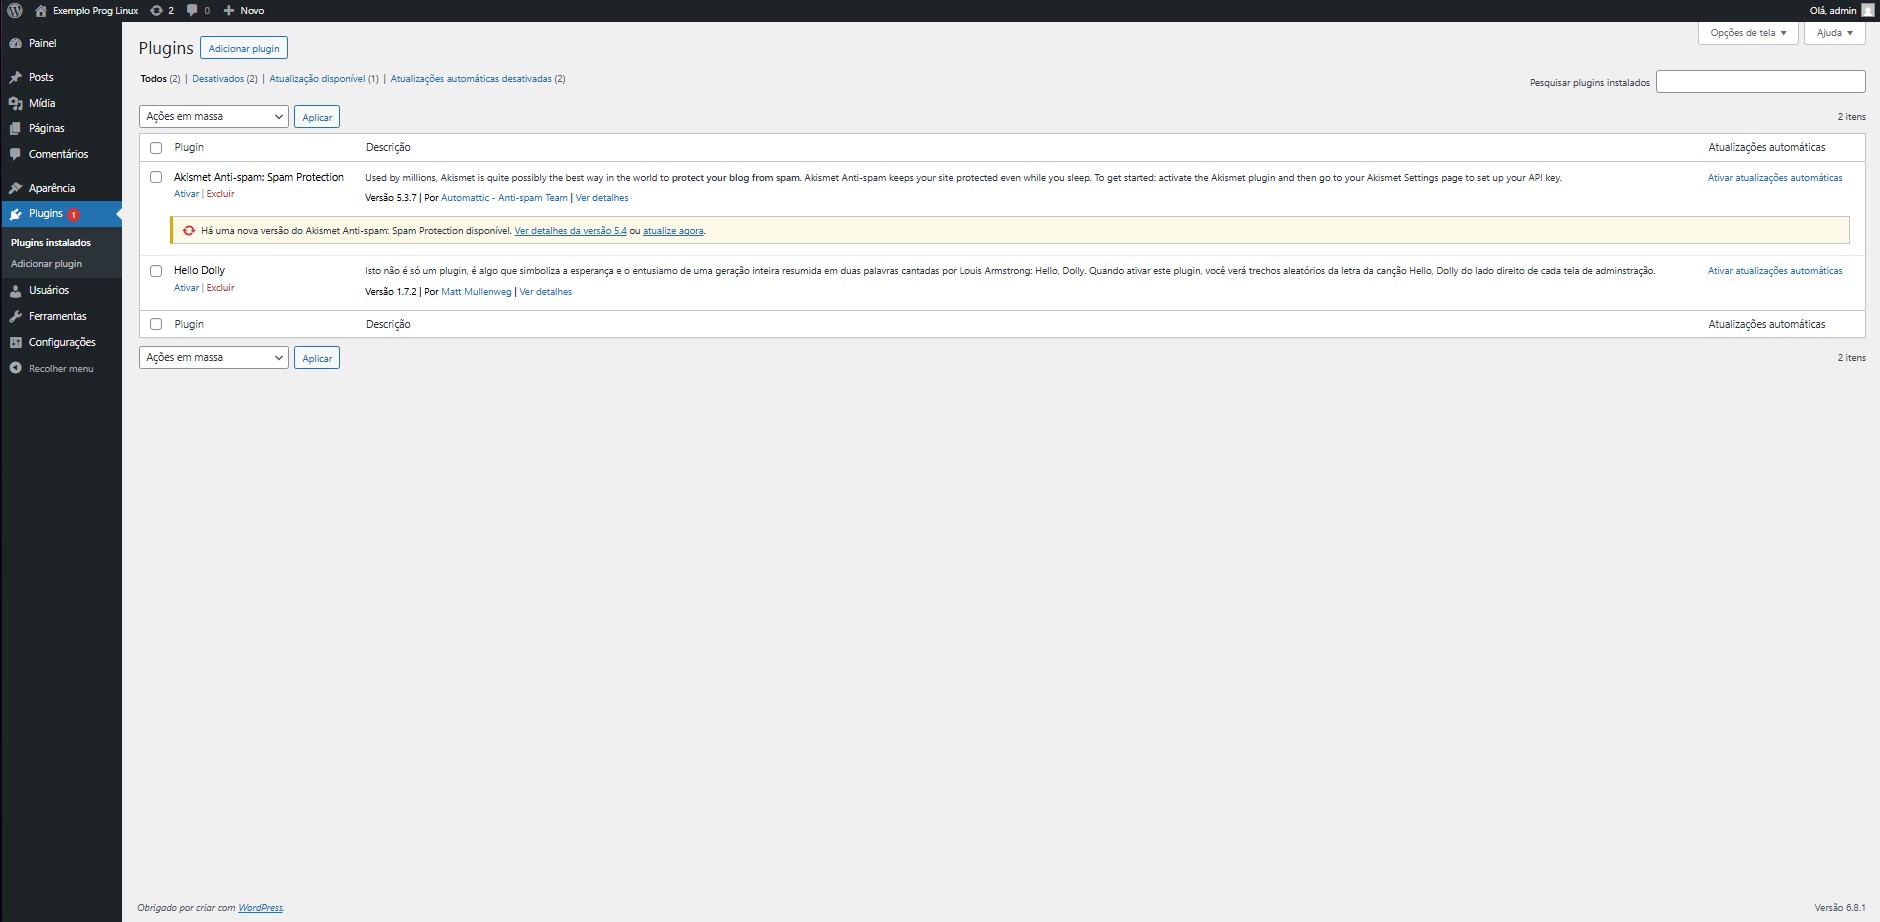 Exemplo Prog Linux 2 0 Novo Olá, admin
Painel
Posts
Mídia
Páginas
Comentários
Aparência
Plugins 1
Plugins instalados
Adicionar plugin
Usuários
Ferramentas
Configurações
Recolher menu
Opções de tela Ajuda
Plugins Adicionar plugin
Todos (2) | Desativados (2) | Atualização disponível (1) | Atualizações automáticas desativadas (2)
Pesquisar plugins instalados
Ações em massa Aplicar 2 itens
Plugin Descrição Atualizações automáticas
Akismet Anti-spam: Spam Protection Used by millions, Akismet is quite possibly the best way in the world to protect your blog from spam. Akismet Anti-spam keeps your site protected even while you sleep. To get started: activate the Akismet plugin and then go to your Akismet Settings page to set up your API key. Ativar atualizações automáticas
Ativar | Excluir Versão 5.3.7 | Por Automattic - Anti-spam Team | Ver detalhes
Há uma nova versão do Akismet Anti-spam: Spam Protection disponível. Ver detalhes da versão 5.4 ou atualize agora.
Hello Dolly Isto não é só um plugin, é algo que simboliza a esperança e o entusiamo de uma geração inteira resumida em duas palavras cantadas por Louis Armstrong: Hello, Dolly. Quando ativar este plugin, você verá trechos aleatórios da letra da canção Hello, Dolly do lado direito de cada tela de adminstração. Ativar atualizações automáticas
Ativar | Excluir Versão 1.7.2 | Por Matt Mullenweg | Ver detalhes
Plugin Descrição Atualizações automáticas
Ações em massa Aplicar 2 itens
Obrigado por criar com WordPress. Versão 6.8.1